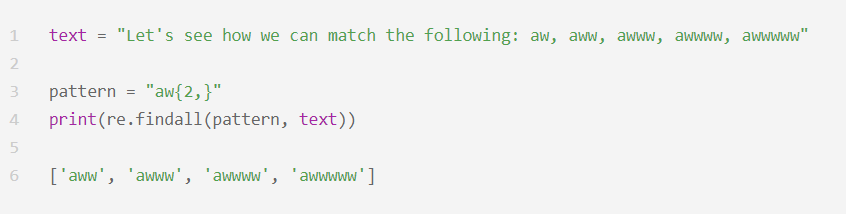 1 text = "Let's see how we can match the following: aw, aww, awww, awwww, awwwww"
2
3 pattern = "aw{2,}"
4 print(re.findall(pattern, text))
5
6 ['aww', 'awww', 'awwww', 'awwwww']